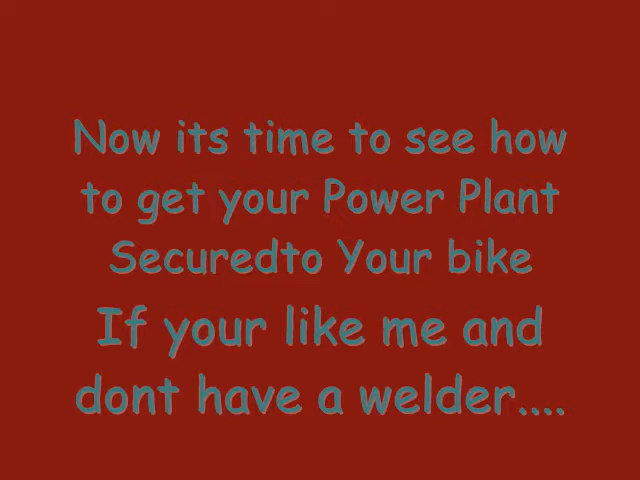 Now its time to see how
to get your Power Plant
Securedto Your bike
If your like me and
dont have a welder....